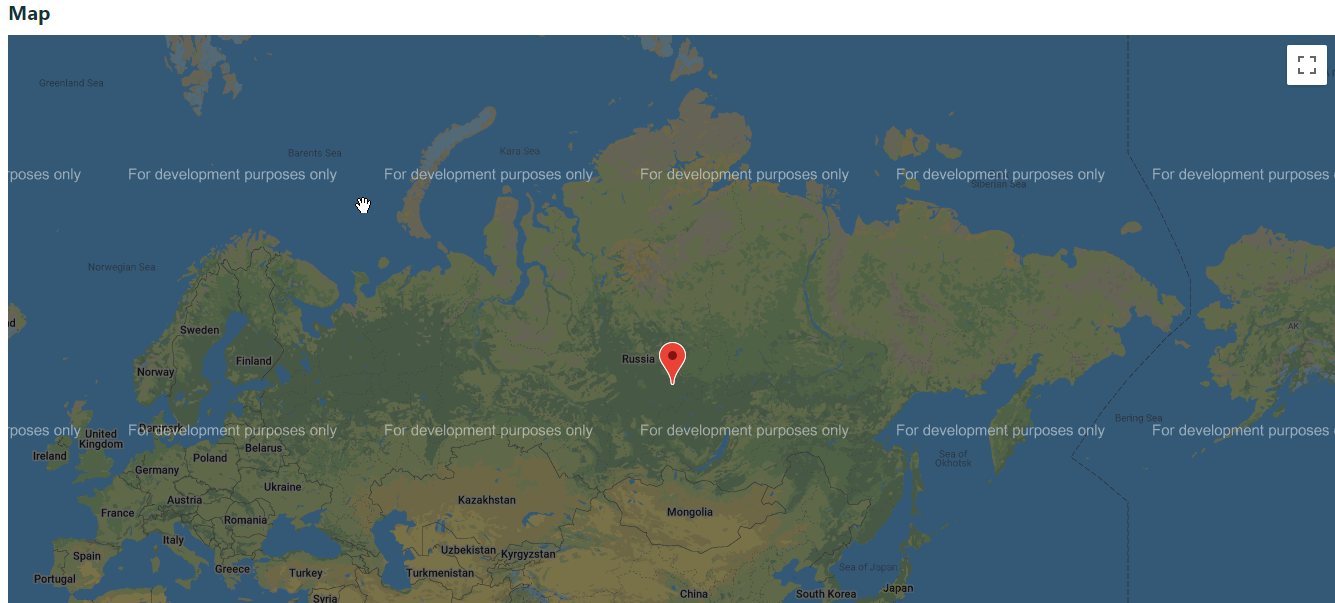 Map
Greenland Sea
Barents Sea
Kara Sea
rposes only
For development purposes only
For development purposes only
For development purposes only
For development purposes only
For development purposes
Siberian Sea
Norwegian Sea
Sweden
Finland
Norway
Russia
AK
Bering Sea
rposes only
For development purposes only
For development purposes only
For development purposes only
For development purposes only
For development purposes
Denmark
United
Kingdom
Ireland
Belarus
Poland
Germany
Sea of
Okhotsk
Ukraine
Austria
Kazakhstan
Mongolia
France
Romania
Italy
Spain
Uzbekistan
Kyrgyzstan
Greece
Turkey
Turkmenistan
Portugal
Sea of Japan
Japan
Syria
China
South Korea